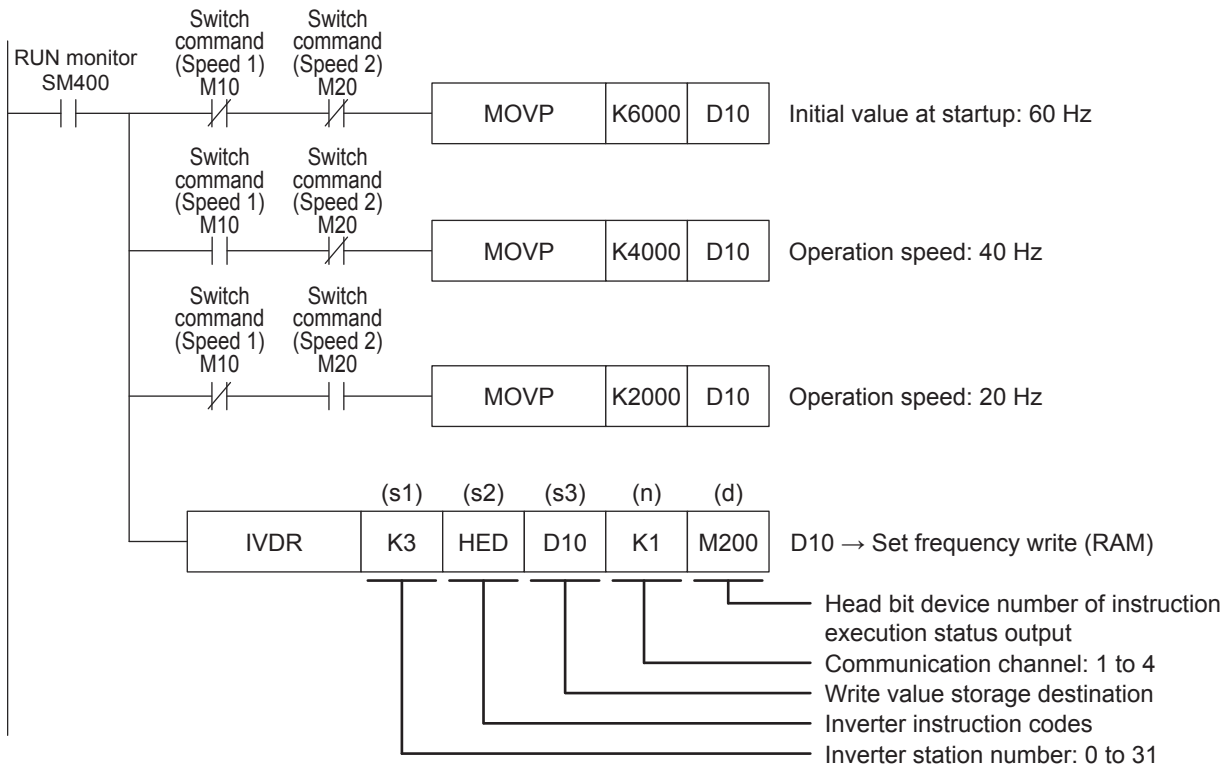 Switch Switch
command command
RUN monitor (Speed 1) (Speed 2)
SM400 M10 M20
MOVP K6000 D10 Initial value at startup: 60 Hz
Switch Switch
command command
(Speed 1) (Speed 2)
M10 M20
MOVP K4000 D10 Operation speed: 40 Hz
Switch Switch
command command
(Speed 1) (Speed 2)
M10 M20
MOVP K2000 D10 Operation speed: 20 Hz
(s1) (s2) (s3) (n) (d)
IVDR K3 HED D10 K1 M200 D10 → Set frequency write (RAM)
Head bit device number of instruction
execution status output
Communication channel: 1 to 4
Write value storage destination
Inverter instruction codes
Inverter station number: 0 to 31